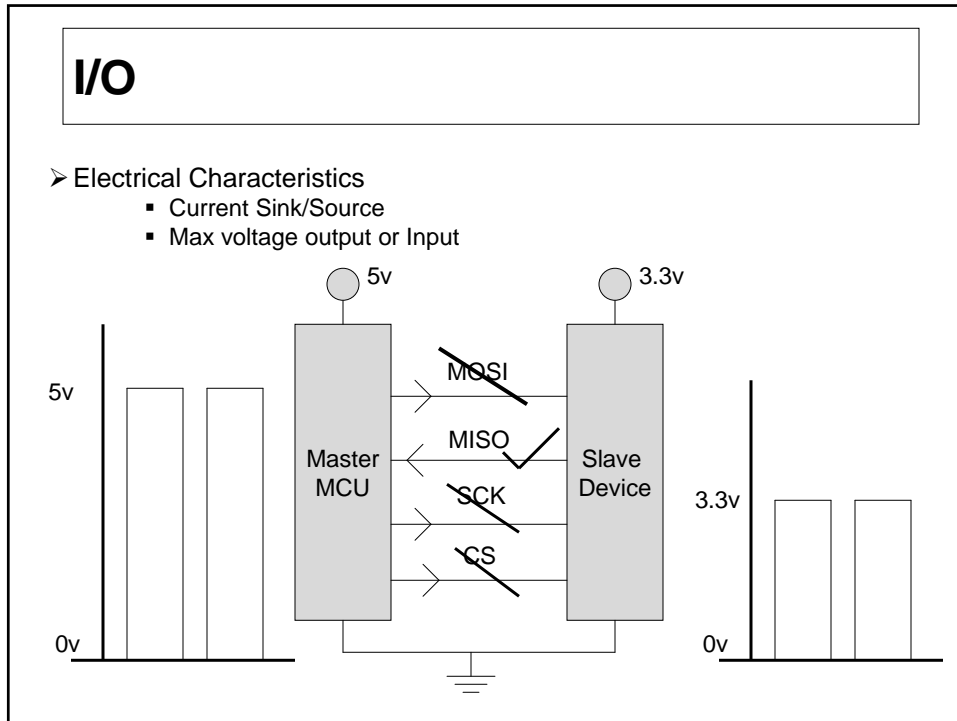 I/O
➢ Electrical Characteristics
▪ Current Sink/Source
▪ Max voltage output or Input
5v
3.3v
5v
MOSI
MISO
Master
MCU
Slave
Device
SCK
3.3v
CS
0v
0v